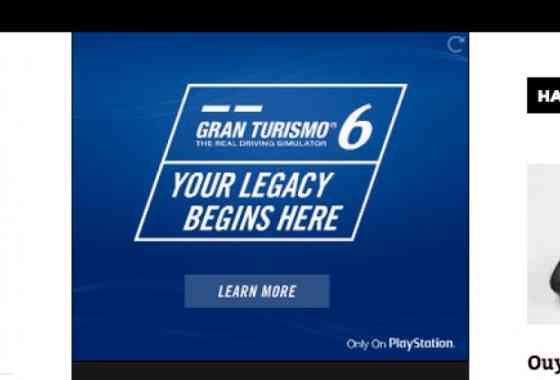 GRAN TURISMO® 6
THE REAL DRIVING SIMULATOR
YOUR LEGACY
BEGINS HERE
LEARN MORE
Only On PlayStation.
HA
Ouy